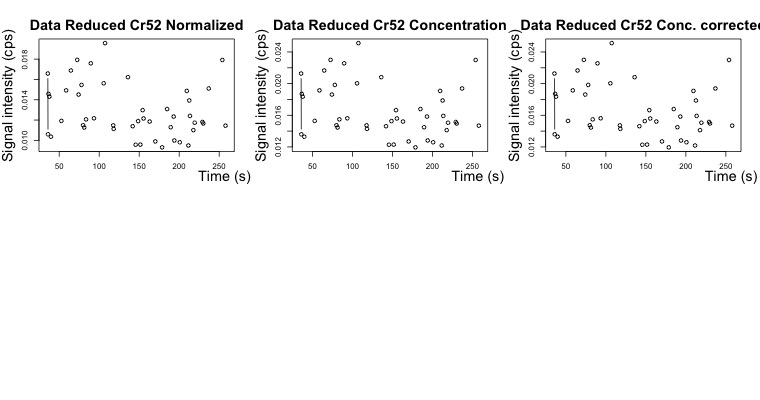 Data Reduced Cr52 Normalized
Signal intensity (cps)
0.010 0.014 0.018
50 100 150 200 250
Time (s)
Data Reduced Cr52 Concentration
Signal intensity (cps)
0.012 0.016 0.020 0.024
50 100 150 200 250
Time (s)
Data Reduced Cr52 Conc. corrected
Signal intensity (cps)
0.012 0.016 0.020 0.024
50 100 150 200 250
Time (s)